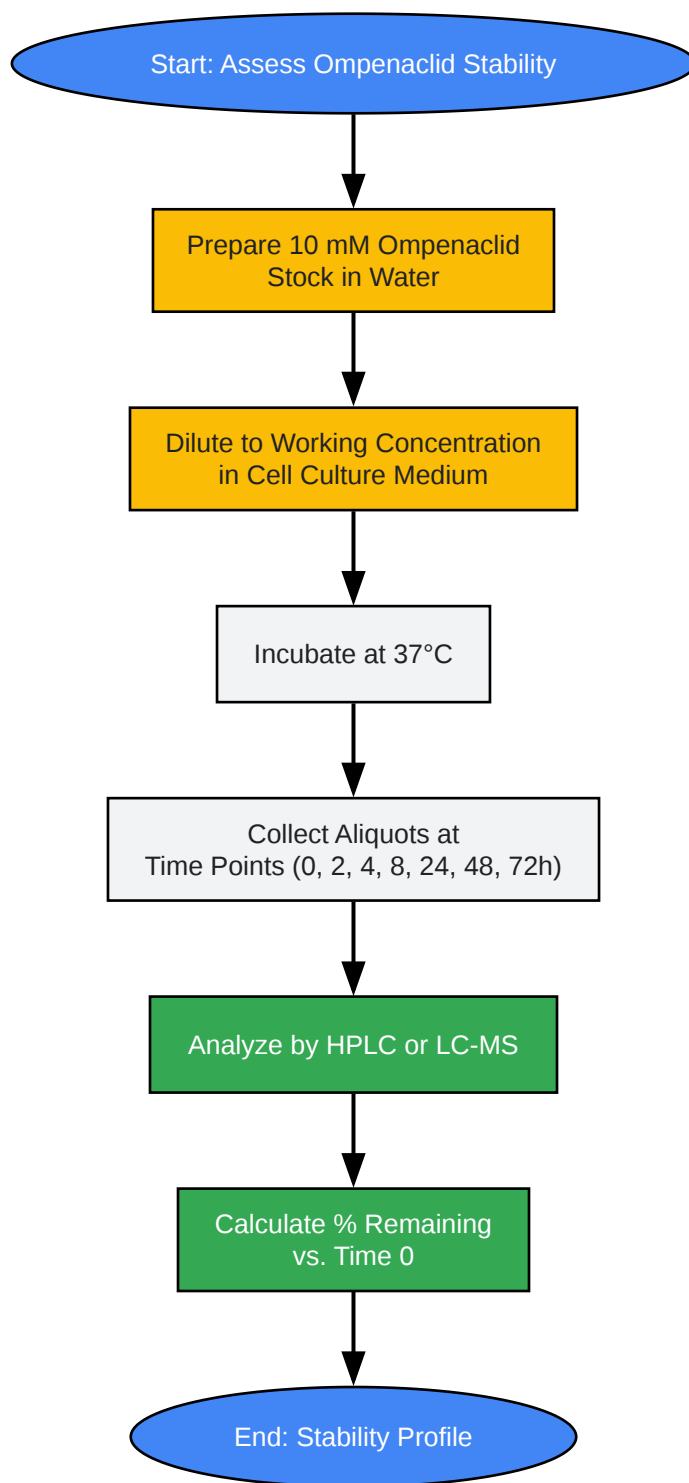 Start: Assess Ompenaclid Stability
Prepare 10 mM Ompenaclid
Stock in Water
Dilute to Working Concentration
in Cell Culture Medium
Incubate at 37°C
Collect Aliquots at
Time Points (0, 2, 4, 8, 24, 48, 72h)
Analyze by HPLC or LC-MS
Calculate % Remaining
vs. Time 0
End: Stability Profile